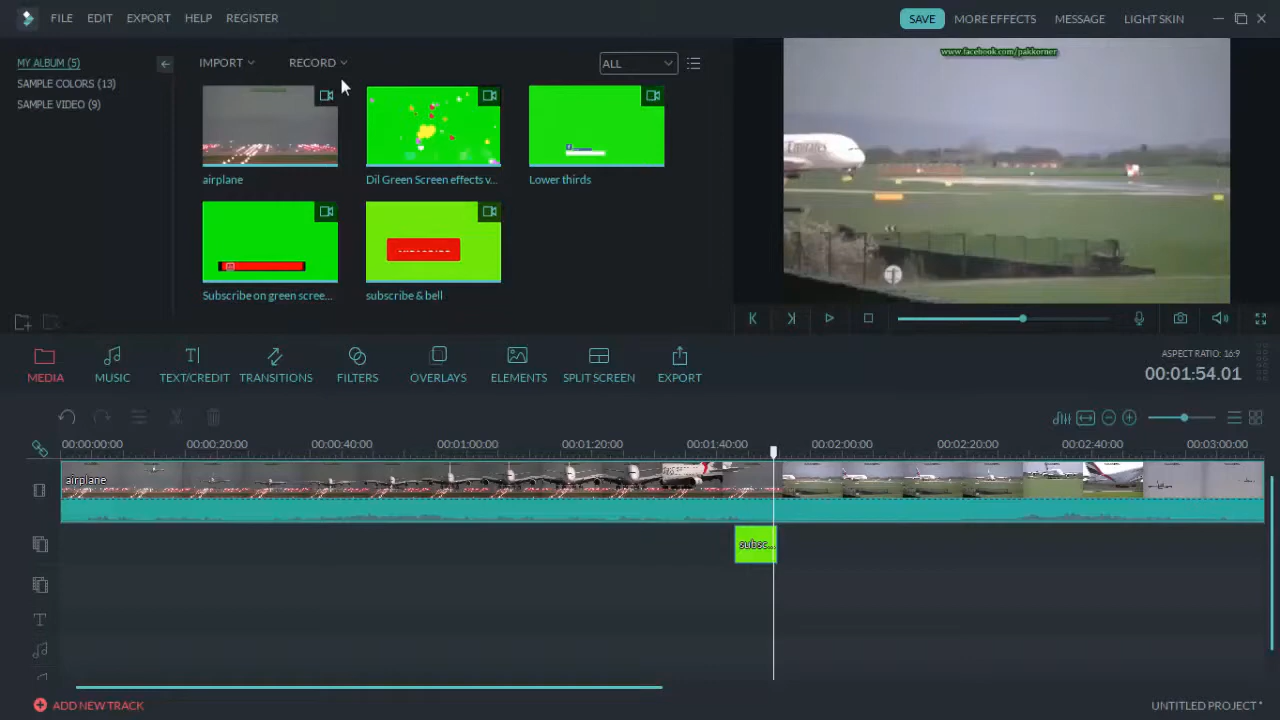 FILE EDIT EXPORT HELP REGISTER SAVE MORE EFFECTS MESSAGE LIGHT SKIN
MY ALBUM (5)
SAMPLE COLORS (13)
SAMPLE VIDEO (9)
IMPORT RECORD ALL
airplane
Dil Green Screen effects v...
Lower thirds
Subscribe on green scree...
subscribe & bell
www.facebook.com/pakkorner
MEDIA MUSIC TEXT/CREDIT TRANSITIONS FILTERS OVERLAYS ELEMENTS SPLIT SCREEN EXPORT
ASPECT RATIO: 16:9
00:01:54.01
00:00:00:00 00:00:20:00 00:00:40:00 00:01:00:00 00:01:20:00 00:01:40:00 00:02:00:00 00:02:20:00 00:02:40:00 00:03:00:00
airplane
subsc...
ADD NEW TRACK
UNTITLED PROJECT *